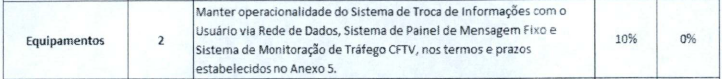 Equipamentos
2
Manter operacionalidade do Sistema de Troca de Informações com o
Usuário via Rede de Dados, Sistema de Painel de Mensagem Fixo e
Sistema de Monitoração de Tráfego CFTV, nos termos e prazos
estabelecidos no Anexo 5.
10%
0%